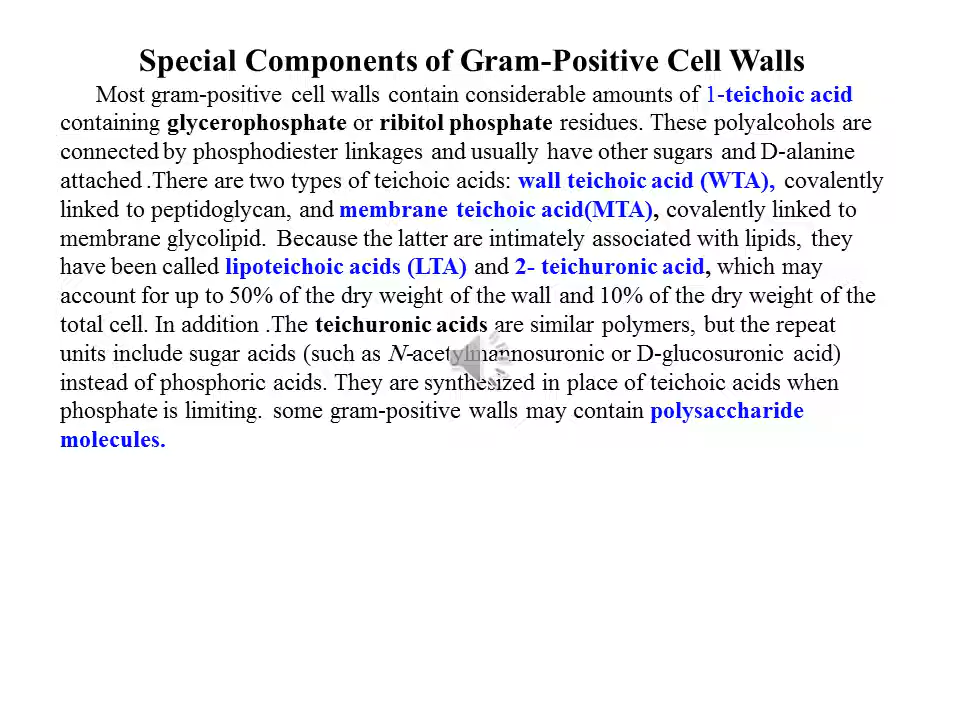 Special Components of Gram-Positive Cell Walls
Most gram-positive cell walls contain considerable amounts of 1-teichoic acid
containing glycerophosphate or ribitol phosphate residues. These polyalcohols are
connected by phosphodiester linkages and usually have other sugars and D-alanine
attached .There are two types of teichoic acids: wall teichoic acid (WTA), covalently
linked to peptidoglycan, and membrane teichoic acid(MTA), covalently linked to
membrane glycolipid. Because the latter are intimately associated with lipids, they
have been called lipoteichoic acids (LTA) and 2- teichuronic acid, which may
account for up to 50% of the dry weight of the wall and 10% of the dry weight of the
total cell. In addition .The teichuronic acids are similar polymers, but the repeat
units include sugar acids (such as N-acetylmannosuronic or D-glucosuronic acid)
instead of phosphoric acids. They are synthesized in place of teichoic acids when
phosphate is limiting. some gram-positive walls may contain polysaccharide
molecules.